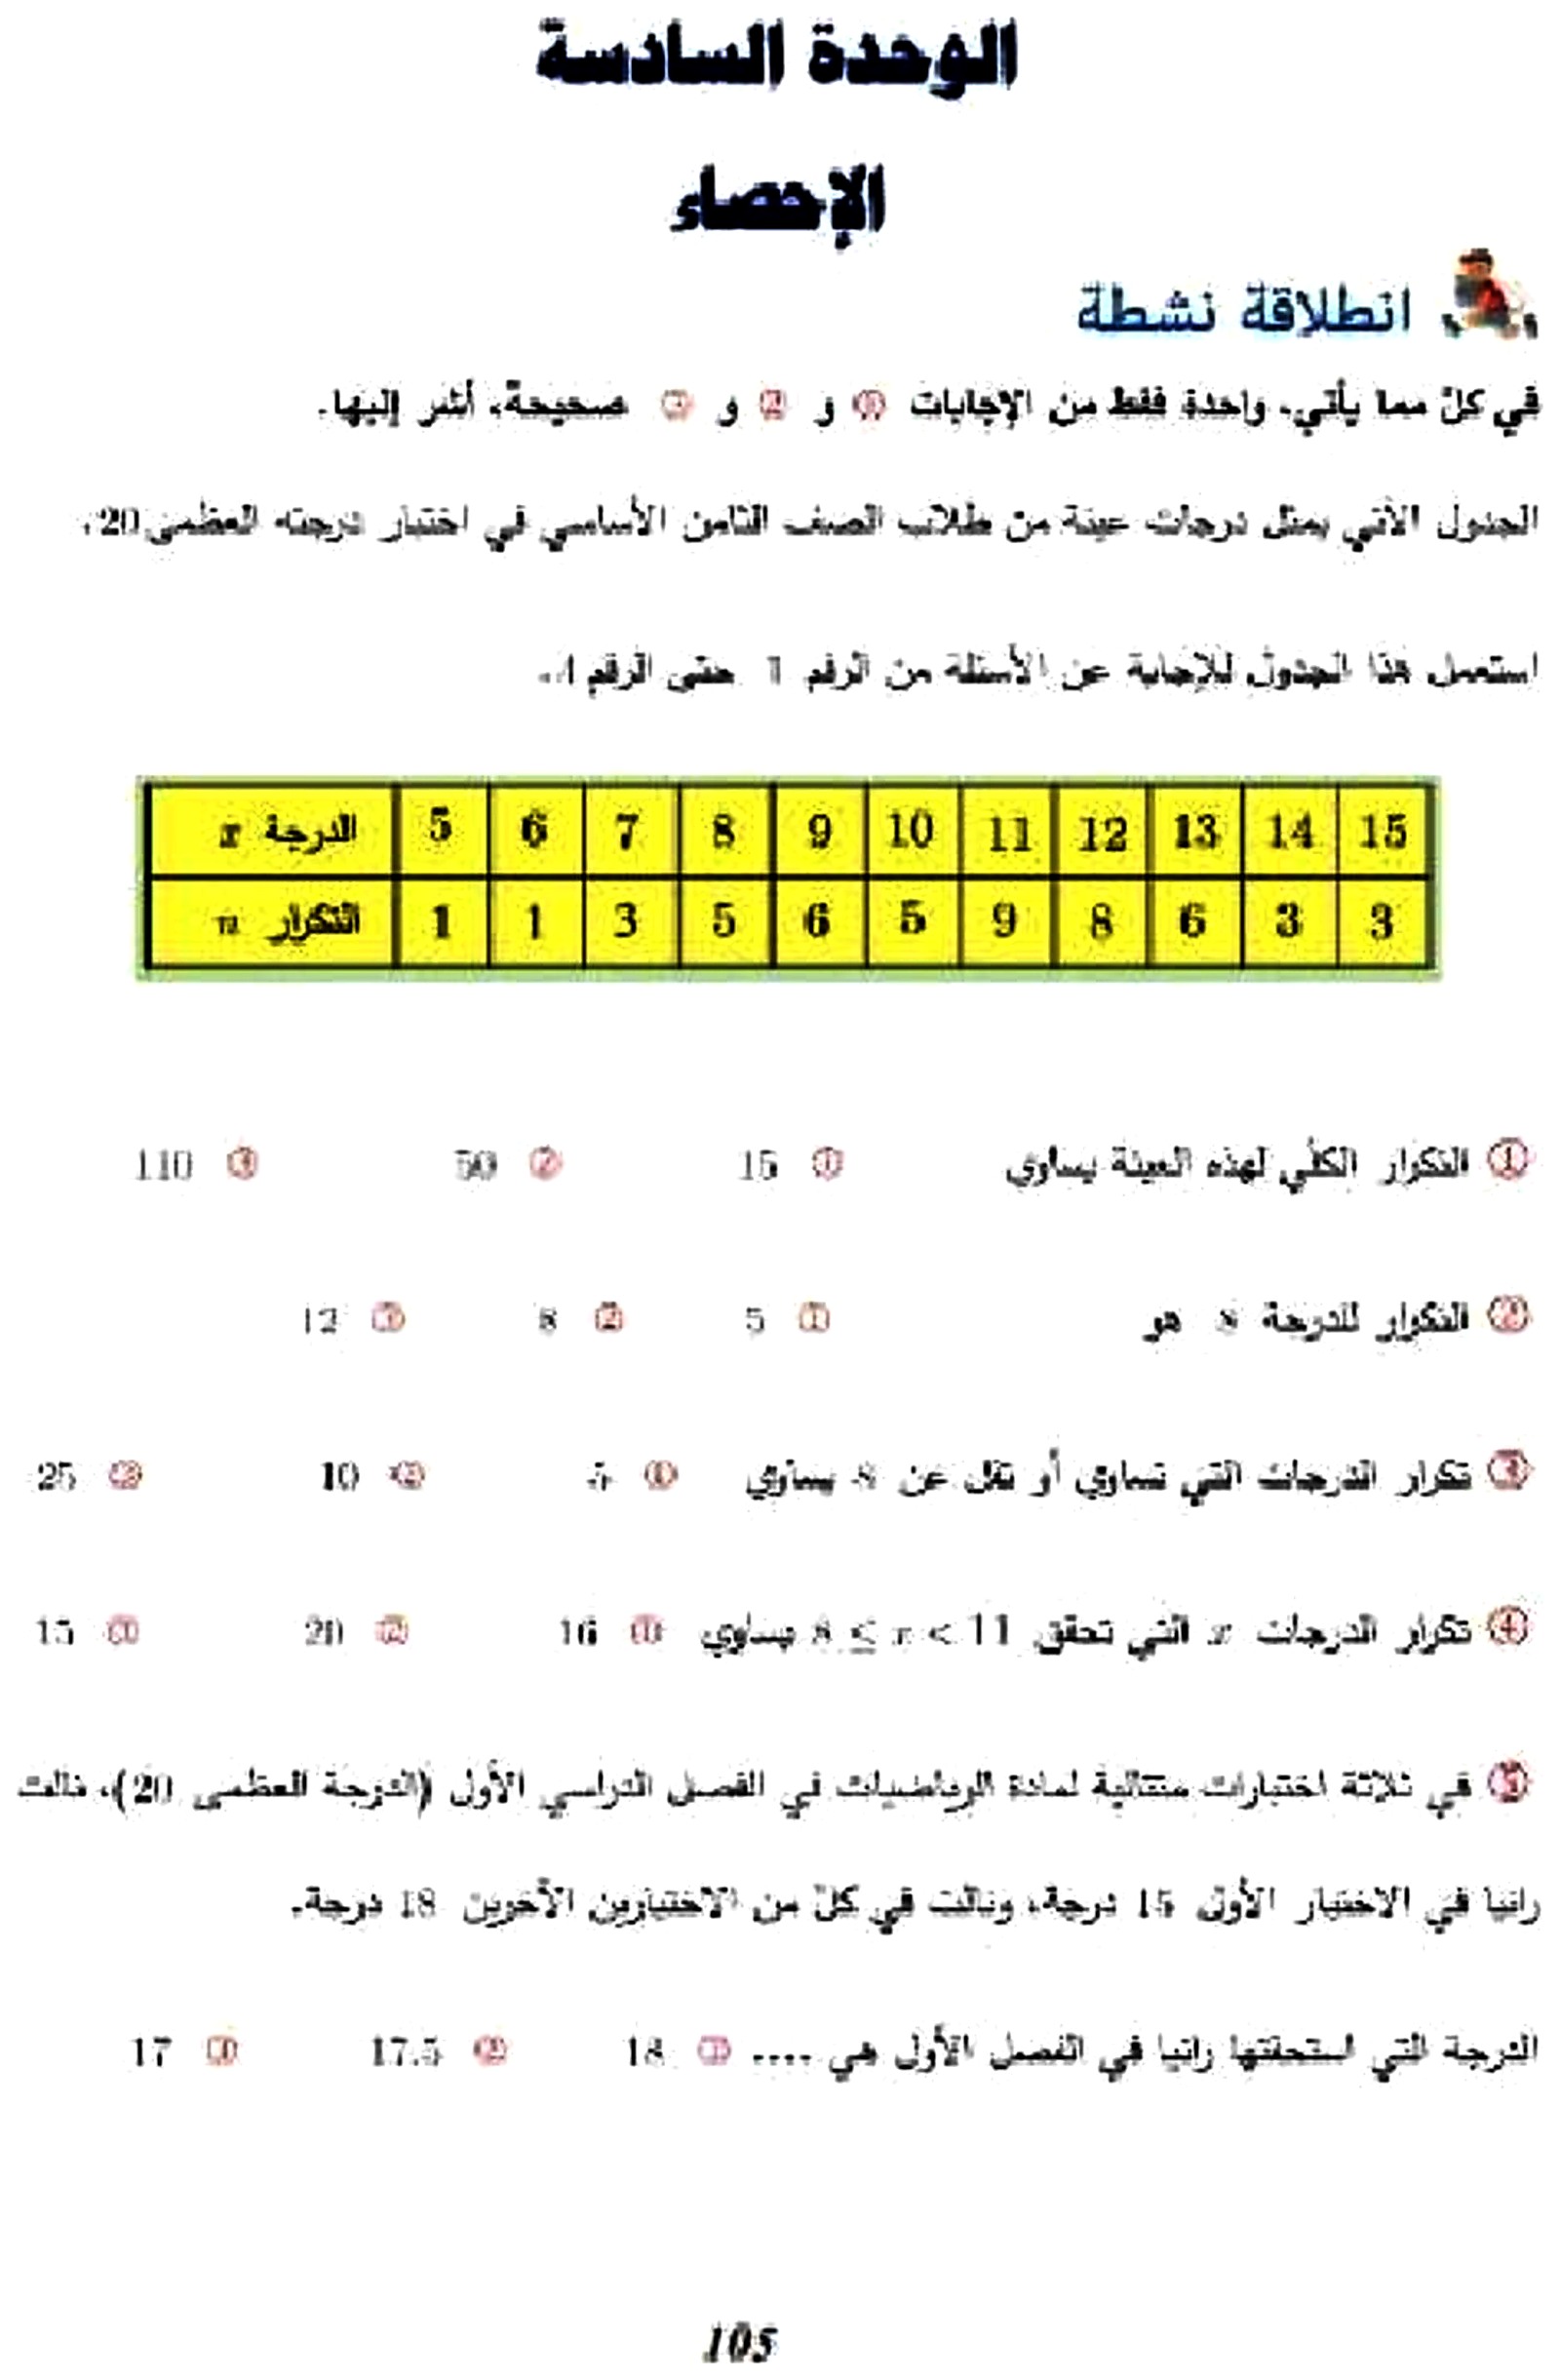 الوحدة السادسة
الإحصاء
انطلاقة نشطة
في كلّ مما يأتي، واحدة فقط من الإجابات ① و ② و ③ صحيحة، أشر إليها.
الجدول الآتي يمثل درجات عينة من طلاب الصف الثامن الأساسي في اختبار درجته العظمى 20،
استعمل هذا الجدول للإجابة عن الأسئلة من الرقم 1 حتى الرقم 4.
الدرجة x 5 6 7 8 9 10 11 12 13 14 15
التكرار n 1 1 3 5 6 5 9 8 6 3 3
① التكرار الكلّي لهذه العينة يساوي ① 15 ② 50 ③ 110
② التكرار للدرجة 8 هو ① 5 ② 8 ③ 12
③ تكرار الدرجات التي تساوي أو تقل عن 8 يساوي ① 5 ② 10 ③ 25
④ تكرار الدرجات x التي تحقق 8 ≤ x < 11 يساوي ① 16 ② 20 ③ 15
⑤ في ثلاثة اختبارات متتالية لمادة الرياضيات في الفصل الدراسي الأول (الدرجة العظمى 20)، نالت
رانيا في الاختبار الأول 15 درجة، ونالت في كلّ من الاختبارين الآخرين 18 درجة.
الدرجة التي استحقتها رانيا في الفصل الأول هي .... ① 18 ② 17.5 ③ 17
105